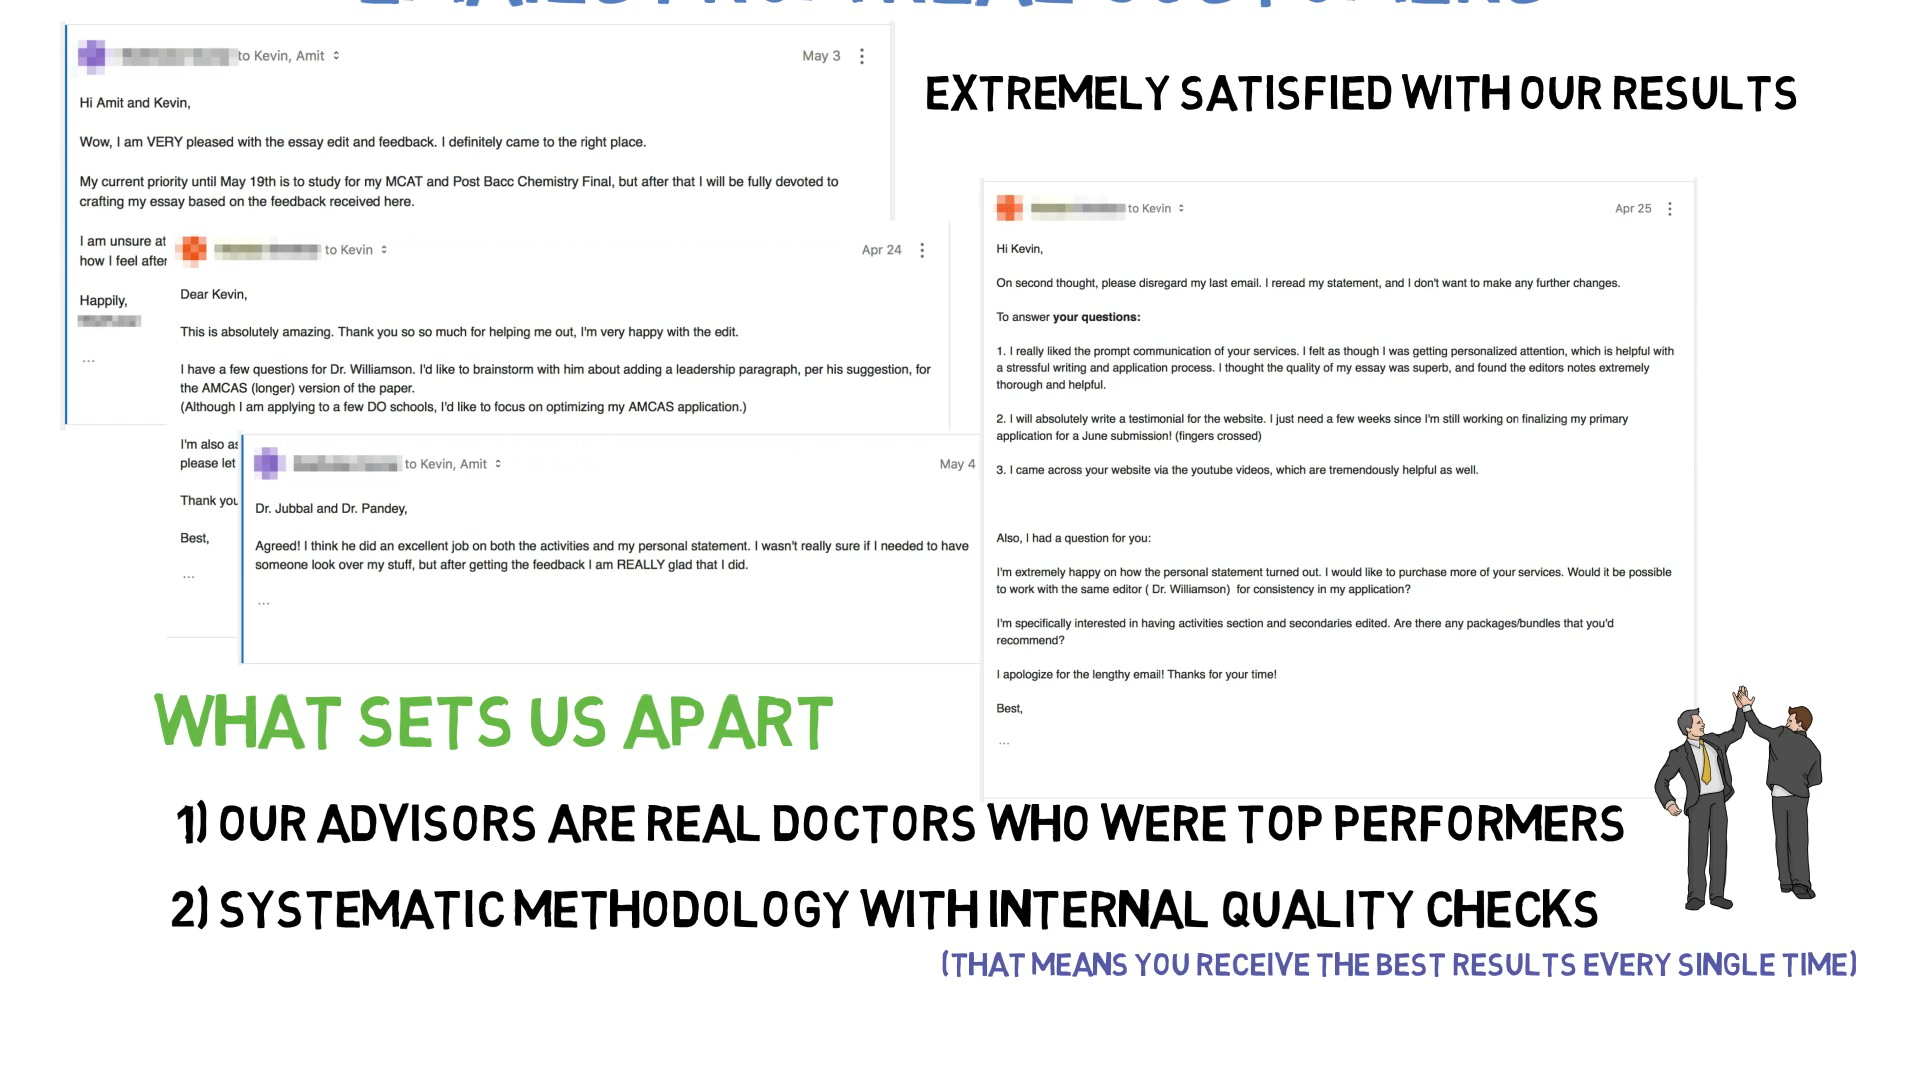 EMAILS FROM REAL CUSTOMERS
EXTREMELY SATISFIED WITH OUR RESULTS
to Kevin, Amit
May 3
Hi Amit and Kevin,
Wow, I am VERY pleased with the essay edit and feedback. I definitely came to the right place.
My current priority until May 19th is to study for my MCAT and Post Bacc Chemistry Final, but after that I will be fully devoted to
crafting my essay based on the feedback received here.
I am unsure at
how I feel after
Happily,
...
to Kevin
Apr 24
Dear Kevin,
This is absolutely amazing. Thank you so so much for helping me out, I'm very happy with the edit.
I have a few questions for Dr. Williamson. I'd like to brainstorm with him about adding a leadership paragraph, per his suggestion, for
the AMCAS (longer) version of the paper.
(Although I am applying to a few DO schools, I'd like to focus on optimizing my AMCAS application.)
I'm also as
please let
Thank you
Best,
...
to Kevin, Amit
May 4
Dr. Jubbal and Dr. Pandey,
Agreed! I think he did an excellent job on both the activities and my personal statement. I wasn't really sure if I needed to have
someone look over my stuff, but after getting the feedback I am REALLY glad that I did.
...
to Kevin
Apr 25
Hi Kevin,
On second thought, please disregard my last email. I reread my statement, and I don't want to make any further changes.
To answer your questions:
1. I really liked the prompt communication of your services. I felt as though I was getting personalized attention, which is helpful with
a stressful writing and application process. I thought the quality of my essay was superb, and found the editors notes extremely
thorough and helpful.
2. I will absolutely write a testimonial for the website. I just need a few weeks since I'm still working on finalizing my primary
application for a June submission! (fingers crossed)
3. I came across your website via the youtube videos, which are tremendously helpful as well.
Also, I had a question for you:
I'm extremely happy on how the personal statement turned out. I would like to purchase more of your services. Would it be possible
to work with the same editor ( Dr. Williamson) for consistency in my application?
I'm specifically interested in having activities section and secondaries edited. Are there any packages/bundles that you'd
recommend?
I apologize for the lengthy email! Thanks for your time!
Best,
...
WHAT SETS US APART
1) OUR ADVISORS ARE REAL DOCTORS WHO WERE TOP PERFORMERS
2) SYSTEMATIC METHODOLOGY WITH INTERNAL QUALITY CHECKS
(THAT MEANS YOU RECEIVE THE BEST RESULTS EVERY SINGLE TIME)